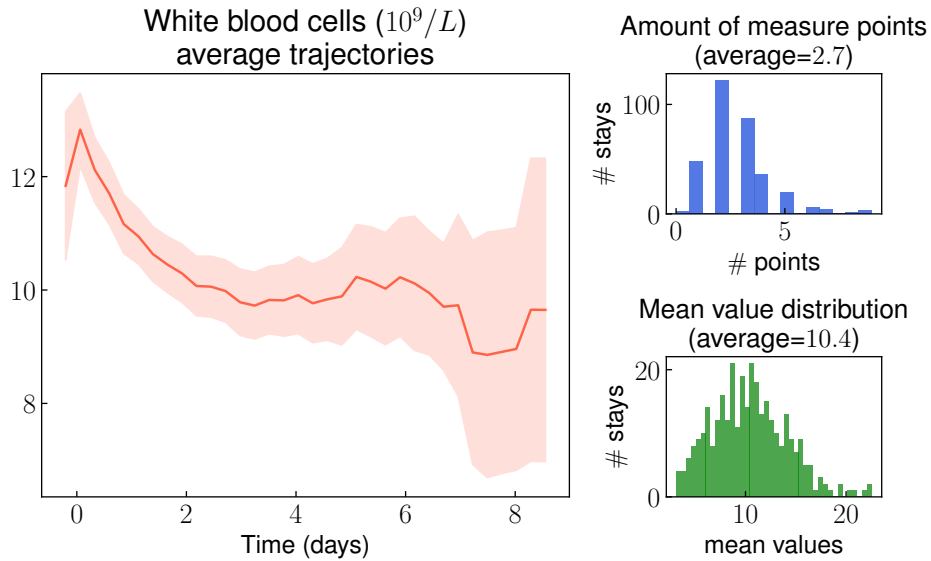 White blood cells (10⁹/L)
average trajectories
12
10
8
0
2
4
6
8
Time (days)
Amount of measure points
(average=2.7)
# stays
100
0
0
5
# points
Mean value distribution
(average=10.4)
# stays
20
0
10
20
mean values